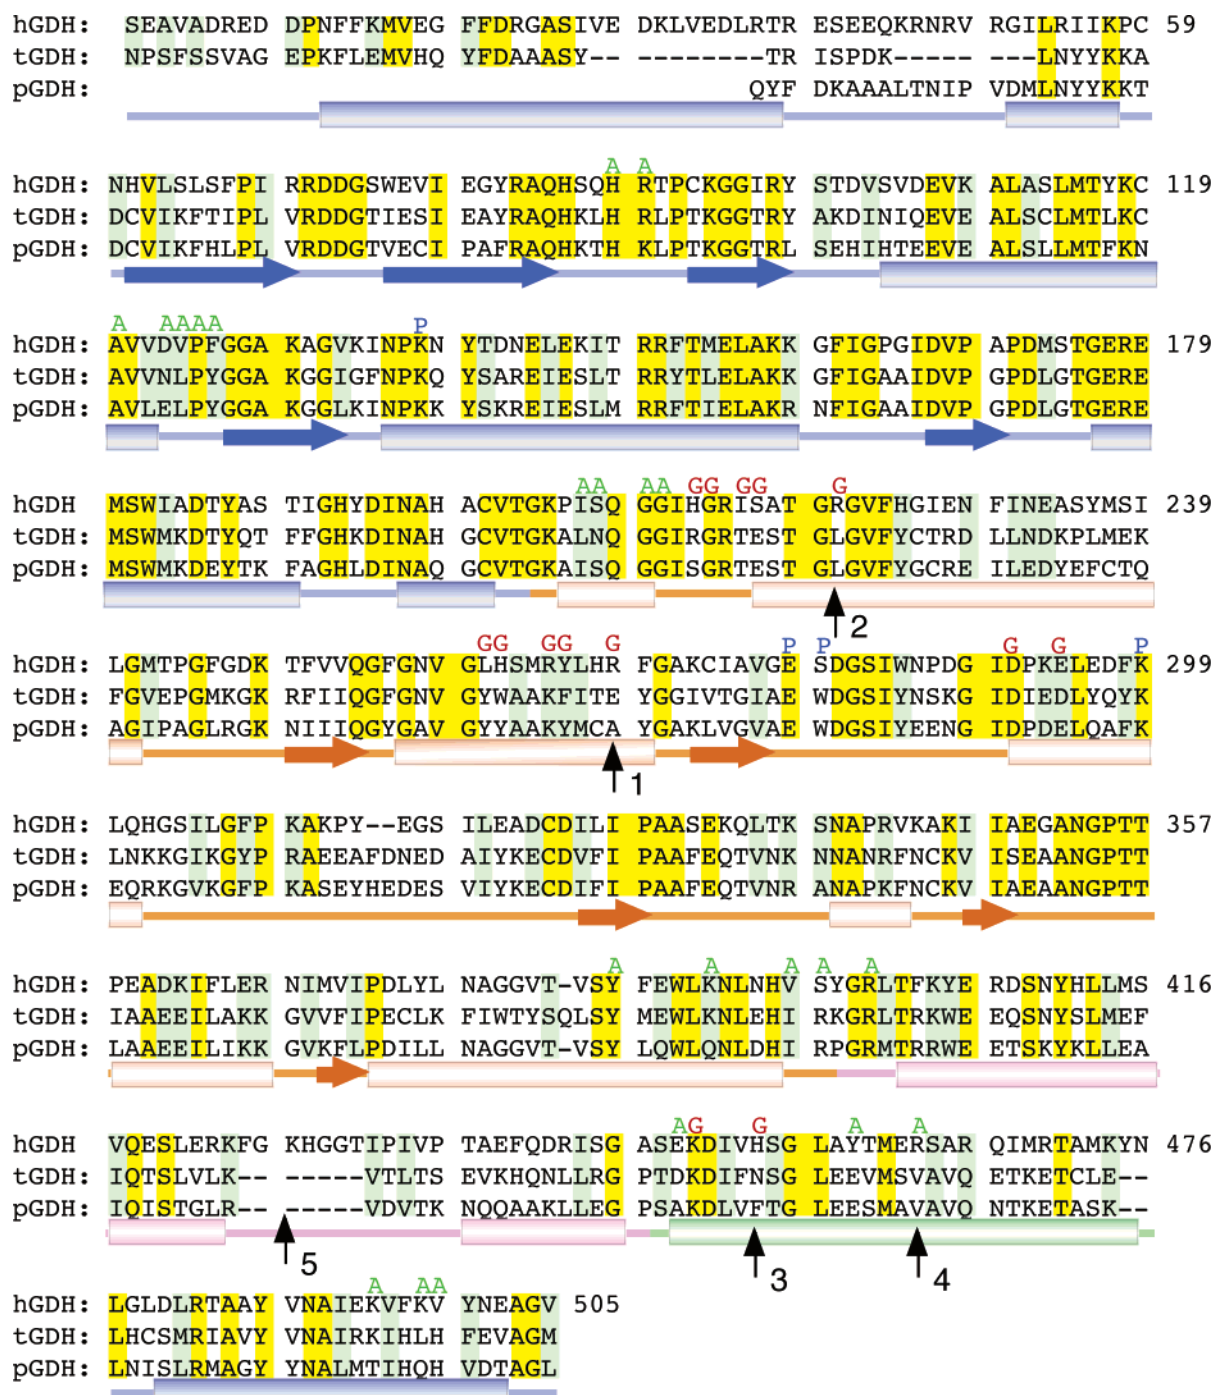 hGDH: SEAVADRED DPNFFKMVEG FFDRGASIVE DKLVEDLRTR ESEEQKRNRV RGILRIIKPC 59
tGDH: NPSFSSVAGE PKFLEMVHQ YFDAAASY-- --------TR ISPDK----- --LNYYKKA
pGDH: QYF DKAAALTNIP VDMLNYYKKT
A A
hGDH: NHVLSLSFPI RRDDGSWEVI EGYRAQHSQH RTPCKGGIRY STDVSVDEVK ALASLMTYKC 119
tGDH: DCVIKFTIPLV RDDGTIESI EAYRAQHKLH RLPTKGGTRY AKDINIQEVE ALSCLMTLKC
pGDH: DCVIKFHLPL VRDDGTVECI PAFRAQHKTH KLPTKGGTRL SEHIHTEEVE ALSLLMTFKN
A AAAA P
hGDH: AVVDVPFGGA KAGVKINPKN YTDNELEKIT RRFTMELAKK GFIGPGIDVP APDMSTGERE 179
tGDH: AVVNLPYGGA KGGIGFNPKQ YSAREIESLT RRYTLELAKK GFIGAAIDVP GPDLGTGERE
pGDH: AVLELPYGGA KGGLKINPKK YSKREIESLM RRFTIELAKR NFIGAAIDVP GPDLGTGERE
AA AA GG GG G
hGDH MSWIADTYAS TIGHYDINAH ACVTGKPISQ GGIHGRISAT GRGVFHGIEN FINEASYMSI 239
tGDH: MSWMKDTYQT FFGHKDINAH GCVTGKALNQ GGIRGRTEST GLGVFYCTRD LLNDKPLMEK
pGDH: MSWMKDEYTK FAGHLDINAQ GCVTGKAISQ GGISGRTEST GLGVFYGCRE ILEDYEFCTQ
2
GG GG G P P G G P
hGDH: LGMTPGFGDK TFVVQGFGNV GLHSMRYLHR FGAKCIAVGE SDGSIWNPDG IDPKELEDFK 299
tGDH: FGVEPGMKGK RFIIQGFGNV GYWAAKFITE YGGIVTGIAE WDGSIYNSKG IDIEDLYQYK
pGDH: AGIPAGLRGK NIIIQGYGAV GYYAAKYMCA YGAKLVGVAE WDGSIYEENG IDPDELQAFK
1
hGDH: LQHGSILGFP KAKPY--EGS ILEADCDILI PAASEKQLTK SNAPRVKAKI IAEGANGPTT 357
tGDH: LNKKGIKGYP RAEEAFDNED AIYKECDVFI PAAFEQTVNK NNANRFNCKV ISEAANGPTT
pGDH: EQRKGVKGFP KASEYHEDES VIYKECDIFI PAAFEQTVNR ANAPKFNCKV IAEAANGPTT
A A A A A
hGDH: PEADKIFLER NIMVIPDLYL NAGGVT-VSY FEWLKNLNHV SYGRLTFKYE RDSNYHLLMS 416
tGDH: IAAEEILAKK GVVFIPECLK FIWTYSQLSY MEWLKNLEHI RKGRLTRKWE EQSNYSLMEF
pGDH: LAAEEILIKK GVKFLPDILL NAGGVT-VSY LQWLQNLDHI RPGRMTRRWE ETSKYKLLEA
AG G A A
hGDH VQESLERKFG KHGGTIPIVP TAEFQDRISG ASEKDIVHSG LAYTMERSAR QIMRTAMKYN 476
tGDH: IQTSLVLK-- -----VTLTS EVKHQNLLRG PTDKDIFNSG LEEVMSVAVQ ETKETCLE--
pGDH: IQISTGLR-- -----VDVTK NQQAAKLLEG PSAKDLVFTG LEESMAVAVQ NTKETASK--
5 3 4
A AA
hGDH: LGLDLRTAAY VNAIEKVFKV YNEAGV 505
tGDH: LHCSMRIAVY VNAIRKIHLH FEVAGM
pGDH: LNISLRMAGY YNALMTIHQH VDTAGL